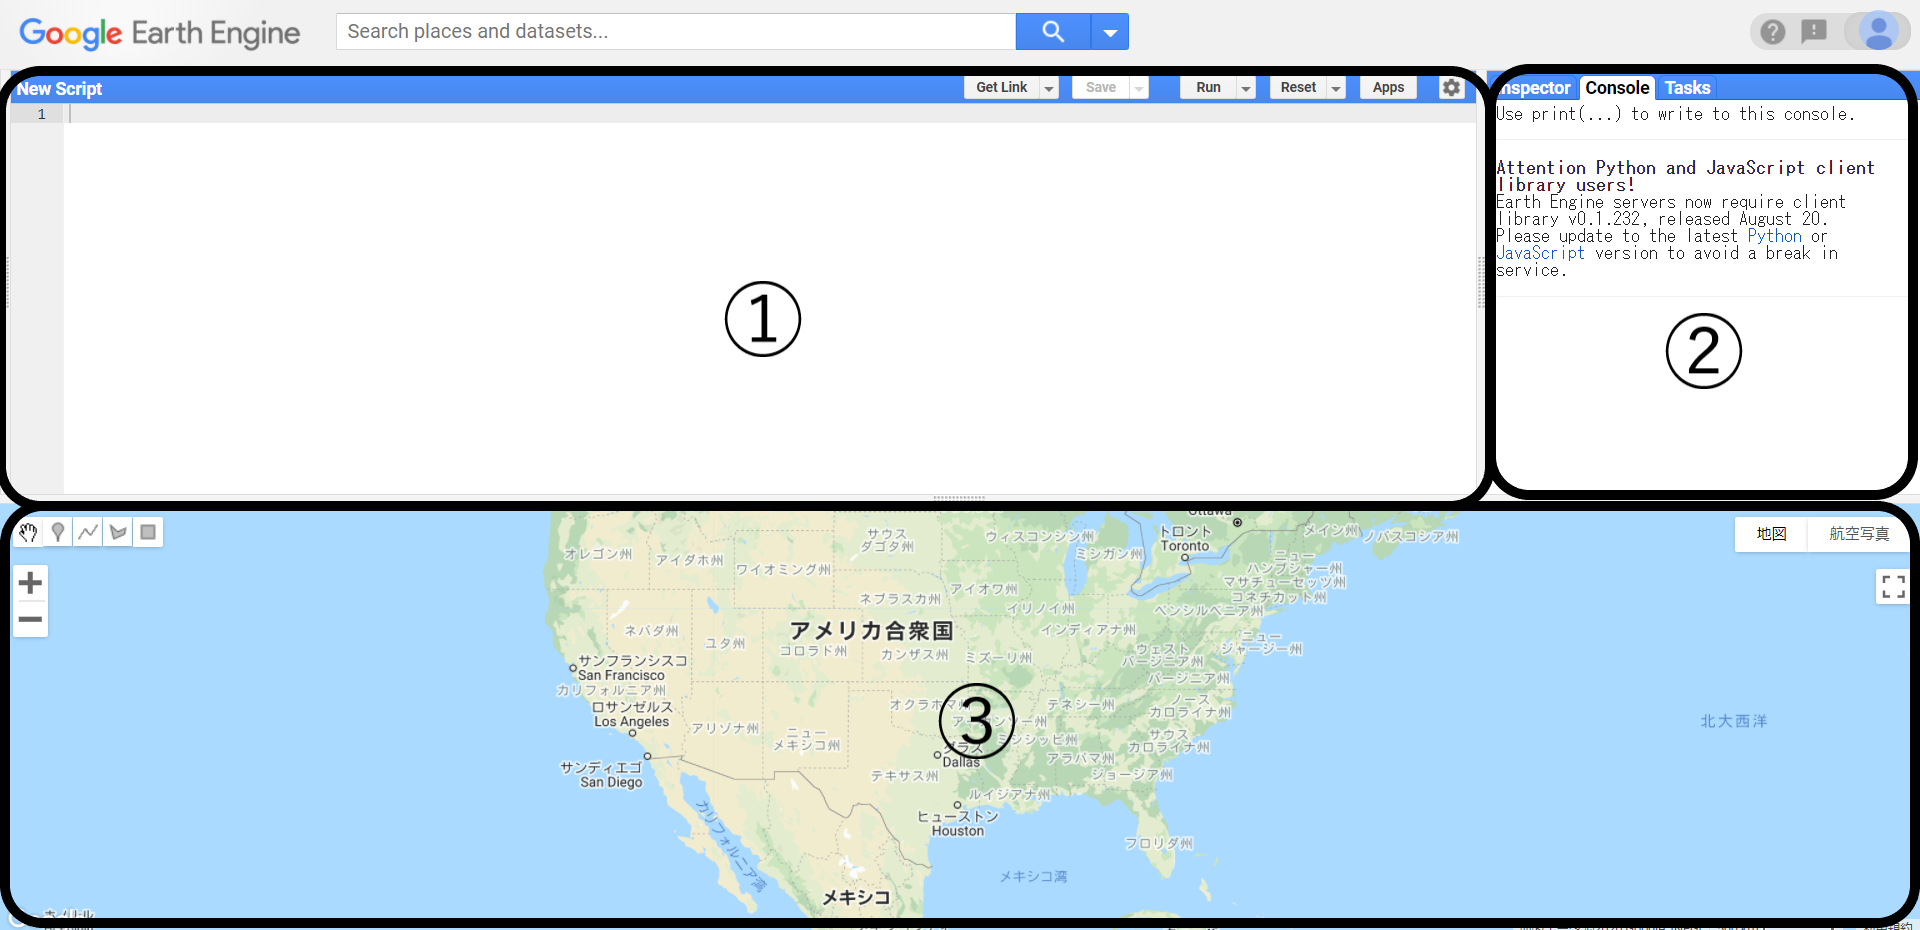 Google Earth Engine
Search places and datasets...
New Script
Get Link
Save
Run
Reset
Apps
1
①
nspector
Console
Tasks
Use print(...) to write to this console.
Attention Python and JavaScript client
library users!
Earth Engine servers now require client
library v0.1.232, released August 20.
Please update to the latest Python or
JavaScript version to avoid a break in
service.
②
地図
航空写真
Ottawa
オレゴン州
アイダホ州
サウス
ダコタ州
ワイオミング州
ウィスコンシン州
ミシガン州
トロント
Toronto
メイン州
ノバスコシア州
ニュー
ハンプシャー州
マサチューセッツ州
コネチカット州
ペンシルベニア州
ネブラスカ州
アイオワ州
イリノイ州
インディアナ州
ネバダ州
ユタ州
アメリカ合衆国
コロラド州
カンザス州
ミズーリ州
ウェスト
バージニア州
バージニア州
ニュー
ジャージー州
サンフランシスコ
San Francisco
カリフォルニア州
ロサンゼルス
Los Angeles
アリゾナ州
ニュー
メキシコ州
③
テネシー州
ノース
カロライナ州
サウス
カロライナ州
ミシシッピ州
アラバマ州
ジョージア州
ダラス
Dallas
サンディエゴ
San Diego
テキサス州
ルイジアナ州
ヒューストン
Houston
フロリダ州
カリフォルニア湾
メキシコ湾
メキシコ
北大西洋